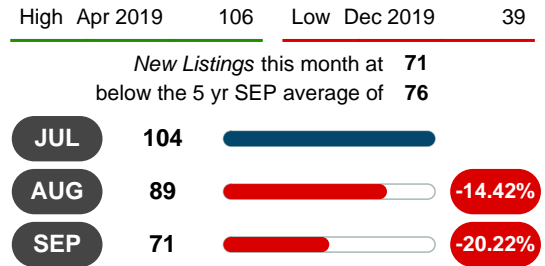 High Apr 2019 106 Low Dec 2019 39
New Listings this month at 71
below the 5 yr SEP average of 76
JUL 104
AUG 89 -14.42%
SEP 71 -20.22%